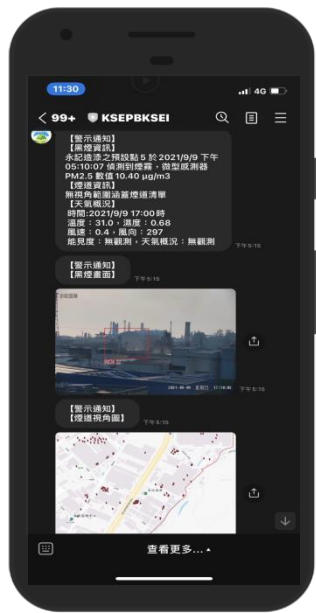 11:30
4G
99+
KSEPBKSEI
【警示通知】
【黑煙資訊】
永記造漆之預設點 5 於 2021/9/9 下午
05:10:07 偵測到煙霧，微型感測器
PM2.5 數值 10.40 μg/m3
【煙道資訊】
無視角範圍涵蓋煙道清單
【天氣概況】
時間:2021/9/9 17:00 時
溫度：31.0，濕度：0.68
風速：0.4，風向：297
能見度：無觀測，天氣概況：無觀測
下午 5:15
【警示通知】
【黑煙畫面】
下午 5:15
下午 5:15
【警示通知】
【煙道視角圖】
下午 5:15
查看更多...